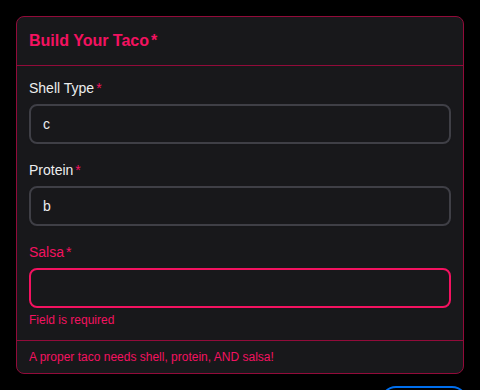 Build Your Taco*
Shell Type *
c
Protein *
b
Salsa *
Field is required
A proper taco needs shell, protein, AND salsa!